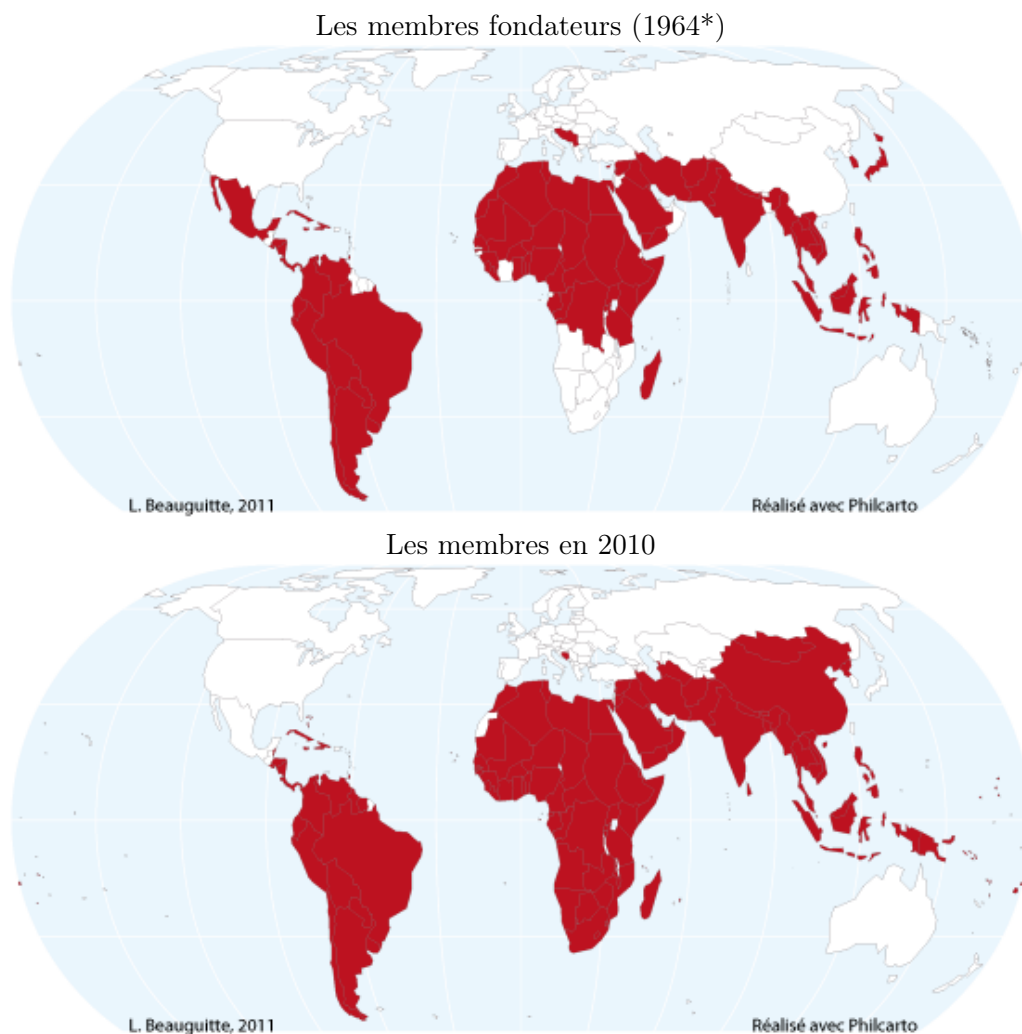 Les membres fondateurs (1964*)
L. Beauguitte, 2011
Réalisé avec Philcarto
Les membres en 2010
L. Beauguitte, 2011
Réalisé avec Philcarto